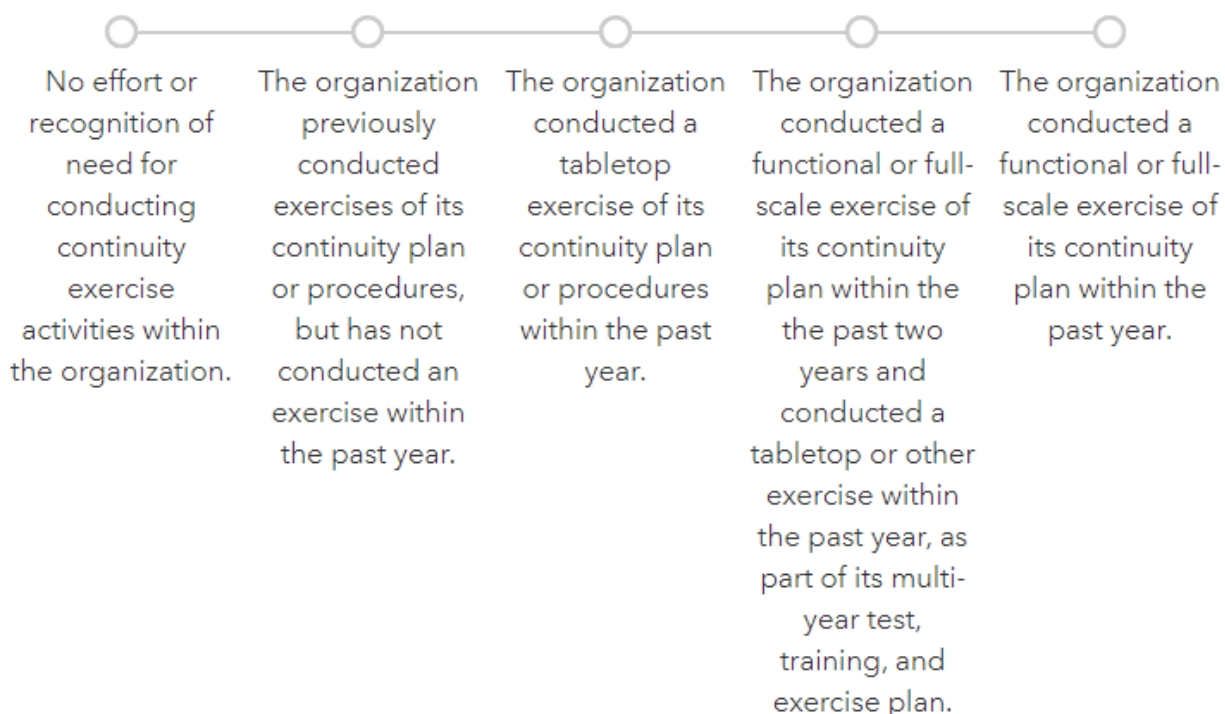 No effort or
recognition of
need for
conducting
continuity
exercise
activities within
the organization.
The organization
previously
conducted
exercises of its
continuity plan
or procedures,
but has not
conducted an
exercise within
the past year.
The organization
conducted a
tabletop
exercise of its
continuity plan
or procedures
within the past
year.
The organization
conducted a
functional or full-
scale exercise of
its continuity
plan within the
the past two
years and
conducted a
tabletop or other
exercise within
the past year, as
part of its multi-
year test,
training, and
exercise plan.
The organization
conducted a
functional or full-
scale exercise of
its continuity
plan within the
past year.